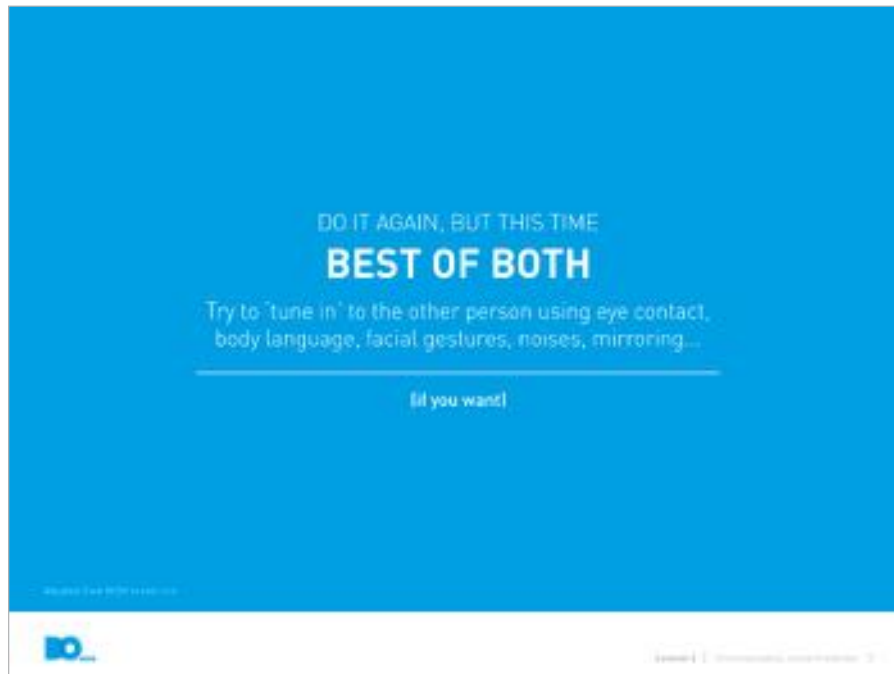 DO IT AGAIN, BUT THIS TIME
BEST OF BOTH
Try to 'tune in' to the other person using eye contact,
body language, facial gestures, noises, mirroring...
(if you want)